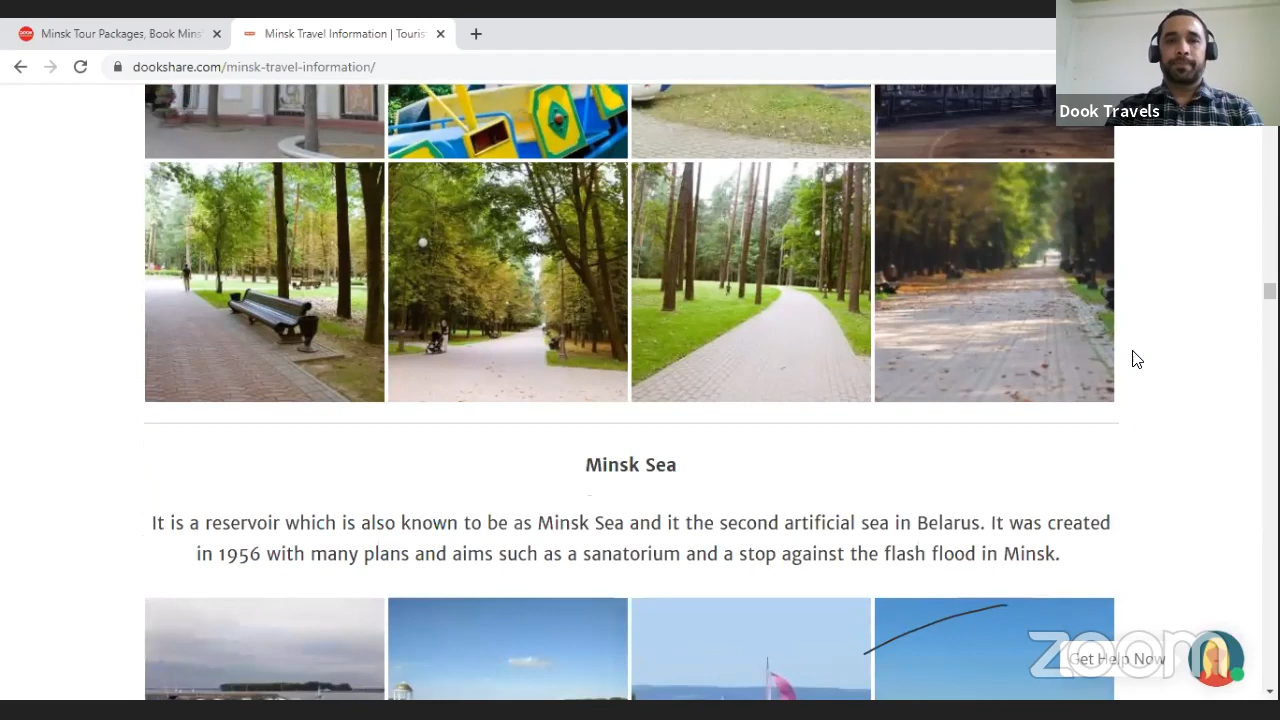 Minsk Tour Packages, Book Mins
Minsk Travel Information | Touris
dookshare.com/minsk-travel-information/
Dook Travels
Minsk Sea
It is a reservoir which is also known to be as Minsk Sea and it the second artificial sea in Belarus. It was created
in 1956 with many plans and aims such as a sanatorium and a stop against the flash flood in Minsk.
zoom
Get Help Now